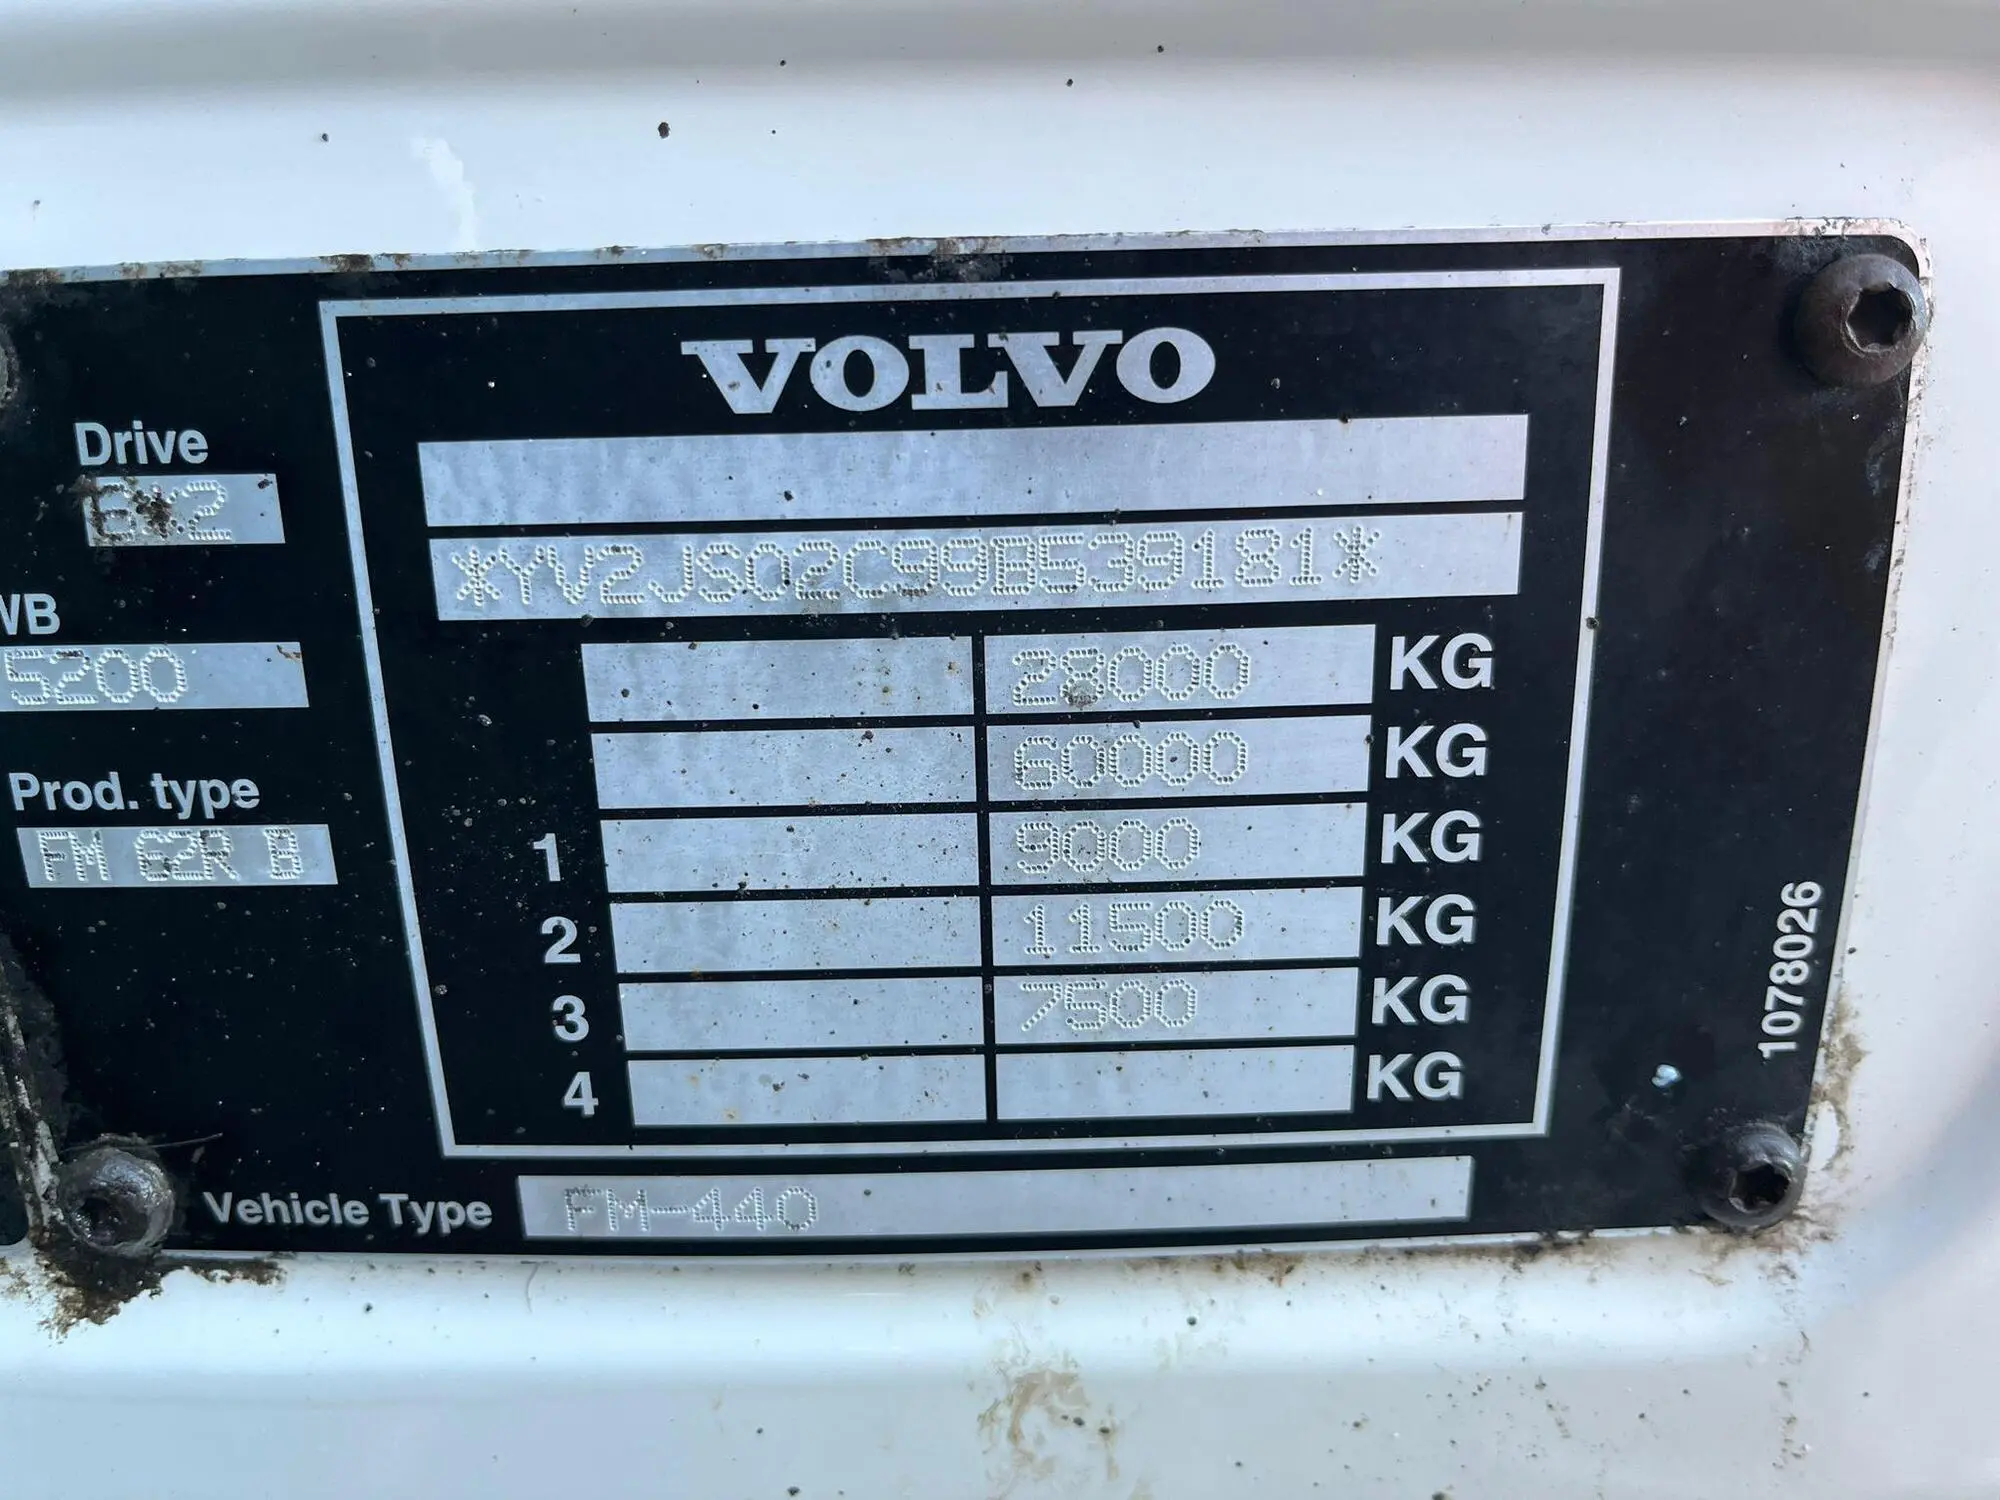 VOLVO
Drive
6x2
*YV2JS02C99B539181*
WB
5200
28000 KG
60000 KG
Prod. type
FM 62R B
1 9000 KG
2 11500 KG
3 7500 KG
4 KG
1078026
Vehicle Type FM-440